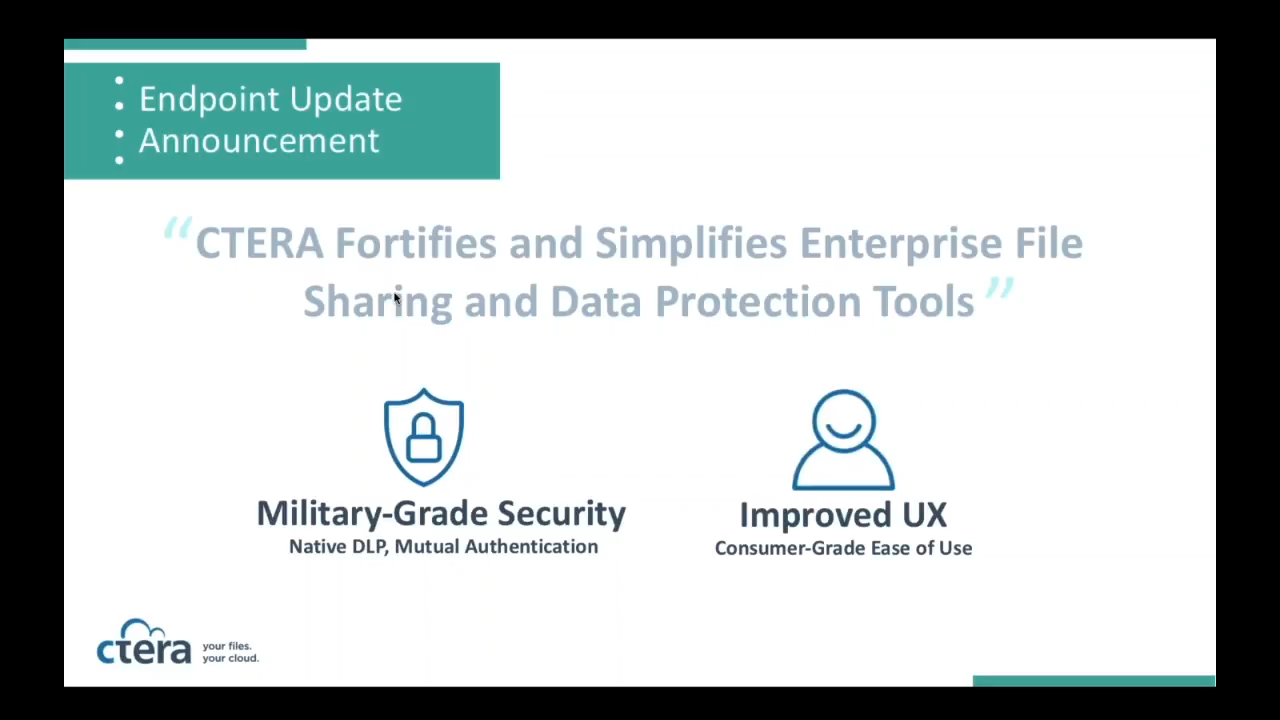 Endpoint Update
Announcement
“CTERA Fortifies and Simplifies Enterprise File
Sharing and Data Protection Tools”
Military-Grade Security
Native DLP, Mutual Authentication
Improved UX
Consumer-Grade Ease of Use
ctera
your files.
your cloud.